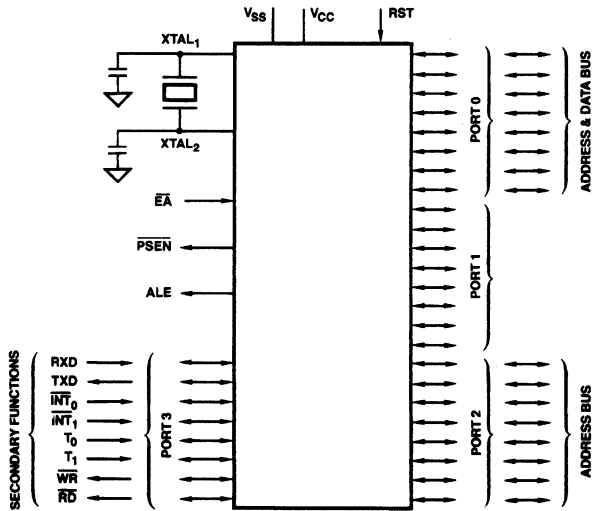 VSS VCC RST
XTAL1
XTAL2
EA
PSEN
ALE
SECONDARY FUNCTIONS
RXD
TXD
INT0
INT1
T0
T1
WR
RD
PORT 3
PORT 0
ADDRESS & DATA BUS
PORT 1
PORT 2
ADDRESS BUS